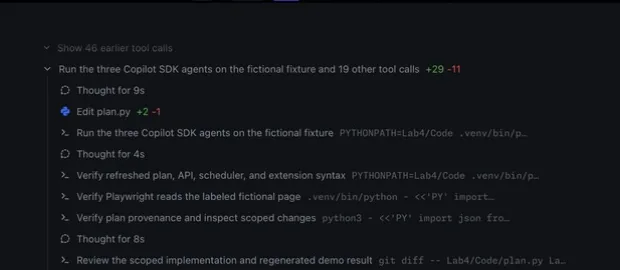 Show 46 earlier tool calls
Run the three Copilot SDK agents on the fictional fixture and 19 other tool calls +29 -11
Thought for 9s
Edit plan.py +2 -1
Run the three Copilot SDK agents on the fictional fixture PYTHONPATH=Lab4/Code .venv/bin/p…
Thought for 4s
Verify refreshed plan, API, scheduler, and extension syntax PYTHONPATH=Lab4/Code .venv/bin/p…
Verify Playwright reads the labeled fictional page .venv/bin/python - <<'PY' import…
Verify plan provenance and inspect scoped changes python3 - <<'PY' import json fro…
Thought for 8s
Review the scoped implementation and regenerated demo result git diff -- Lab4/Code/plan.py La…